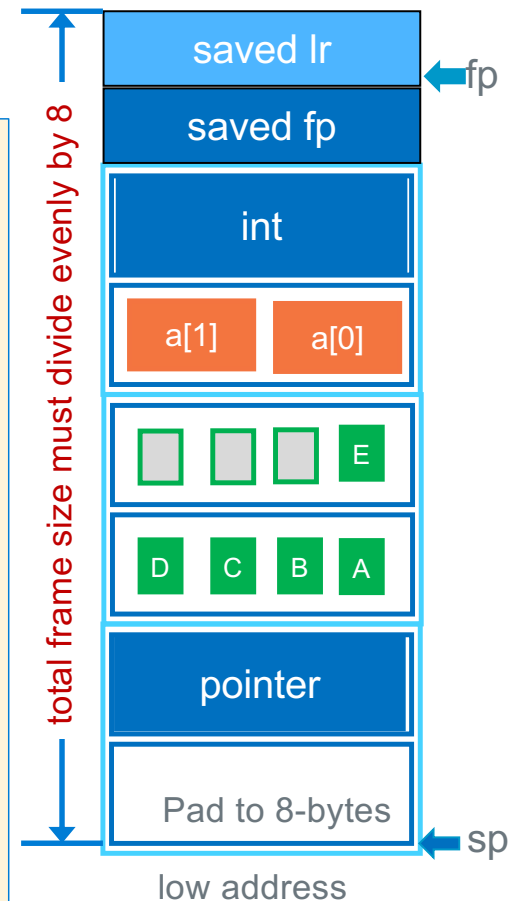 total frame size must divide evenly by 8
saved lr
fp
saved fp
int
a[1] a[0]
E
D C B A
pointer
Pad to 8-bytes
sp
low address